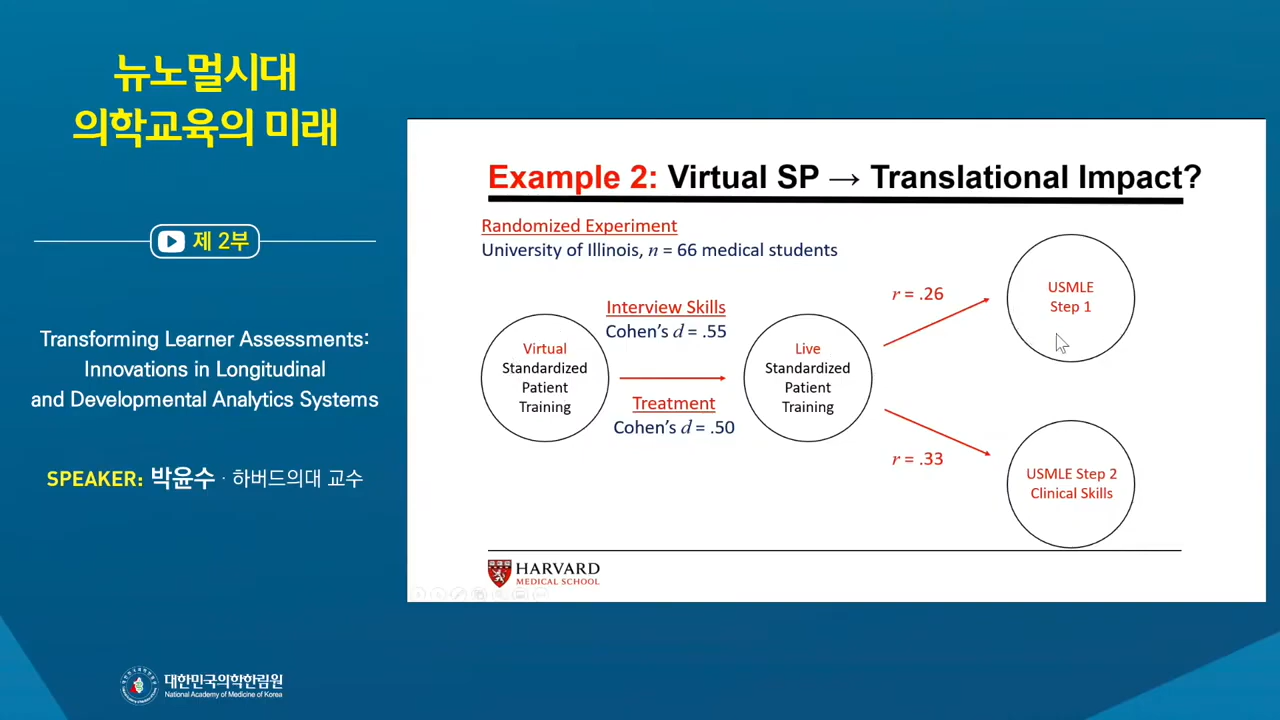 뉴노멀시대
의학교육의 미래
제 2부
Transforming Learner Assessments:
Innovations in Longitudinal
and Developmental Analytics Systems
SPEAKER: 박윤수 · 하버드의대 교수
대한민국의학한림원
National Academy of Medicine of Korea
Example 2: Virtual SP → Translational Impact?
Randomized Experiment
University of Illinois, n = 66 medical students
Interview Skills
Cohen's d = .55
Virtual
Standardized
Patient
Training
Treatment
Cohen's d = .50
Live
Standardized
Patient
Training
r = .26
USMLE
Step 1
r = .33
USMLE Step 2
Clinical Skills
HARVARD
MEDICAL SCHOOL